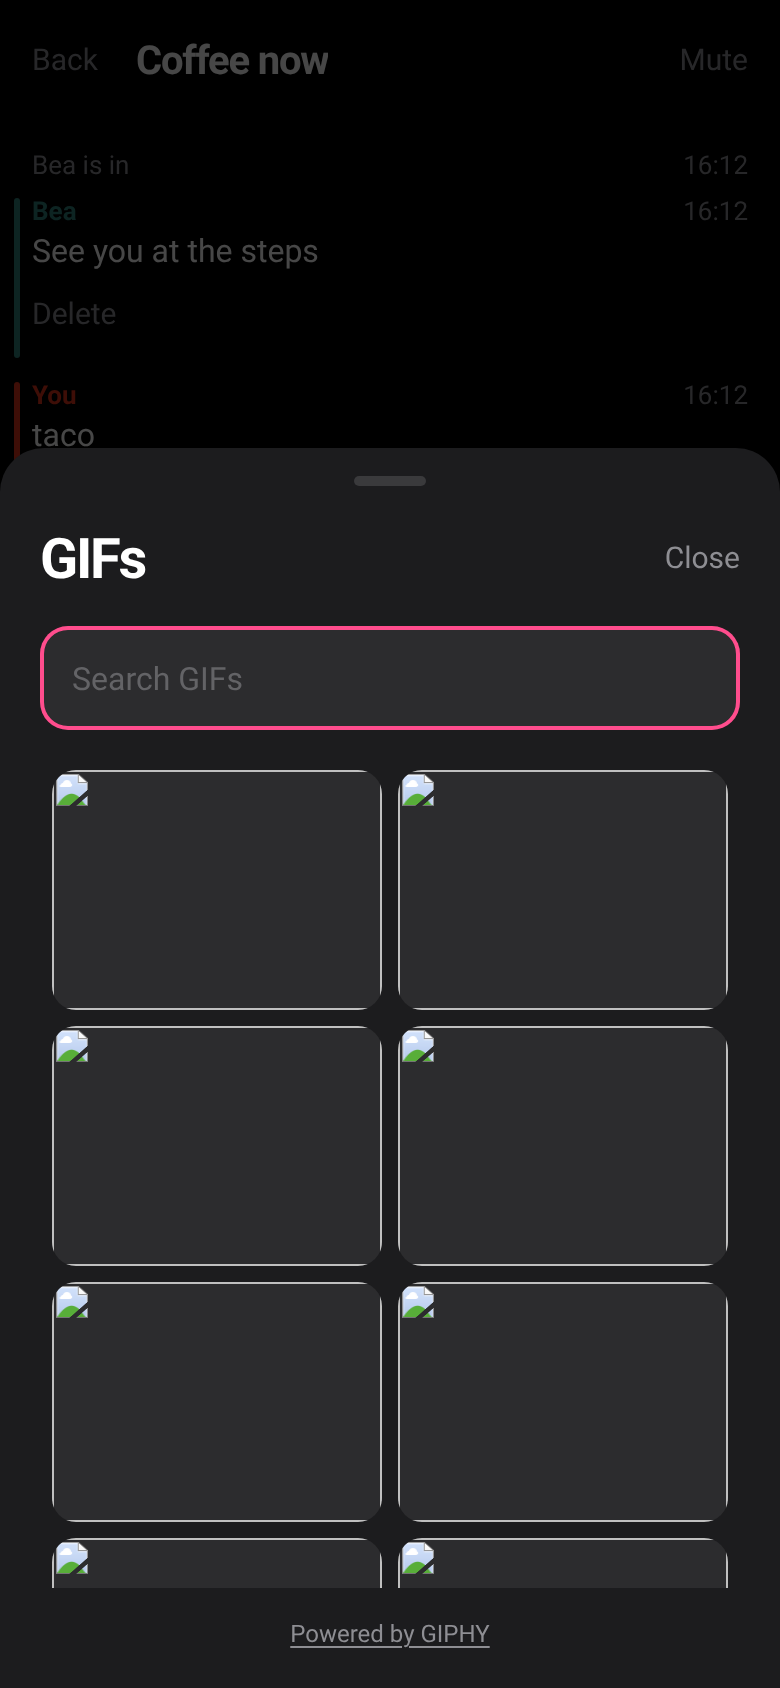 Back Coffee now Mute
Bea is in 16:12
Bea 16:12
See you at the steps
Delete
You 16:12
taco
GIFs Close
Search GIFs
Powered by GIPHY